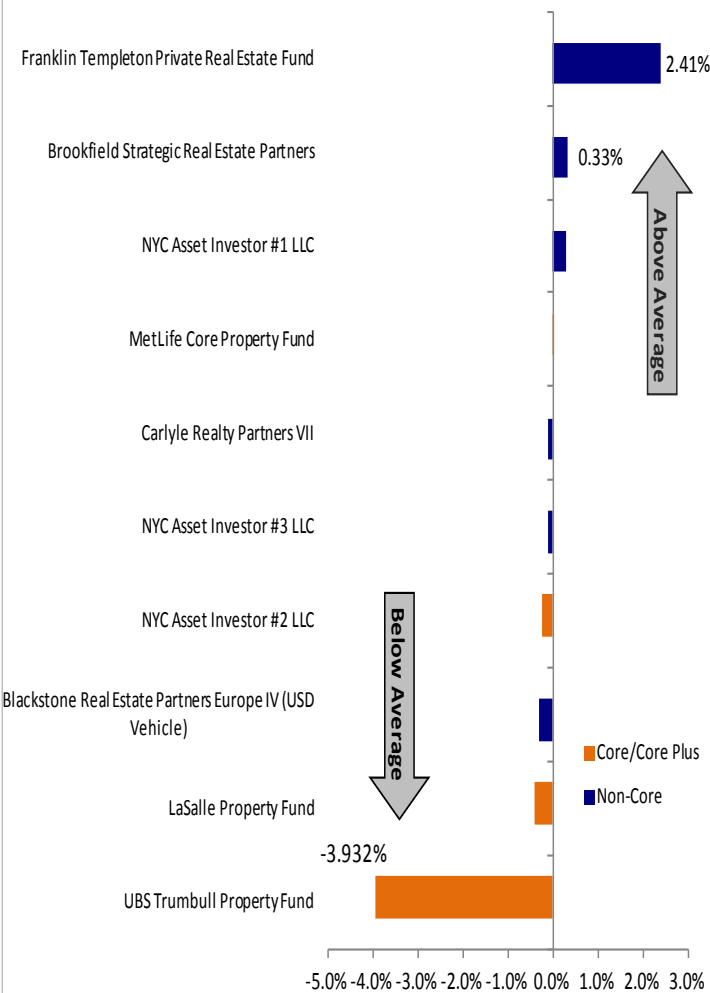 Franklin Templeton Private Real Estate Fund
2.41%
Brookfield Strategic Real Estate Partners
0.33%
NYC Asset Investor #1 LLC
Above Average
MetLife Core Property Fund
Carlyle Realty Partners VII
NYC Asset Investor #3 LLC
NYC Asset Investor #2 LLC
Below Average
Blackstone Real Estate Partners Europe IV (USD
Vehicle)
Core/Core Plus
Non-Core
LaSalle Property Fund
-3.932%
UBS Trumbull Property Fund
-5.0% -4.0% -3.0% -2.0% -1.0% 0.0% 1.0% 2.0% 3.0%